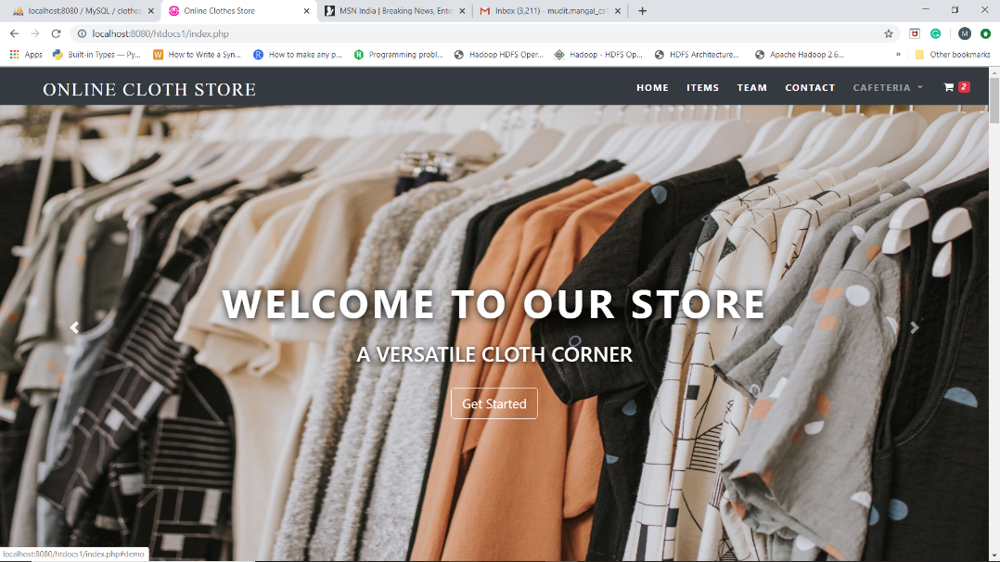 localhost:8080 / MySQL / clothes
Online Clothes Store
MSN India | Breaking News, Ente
Inbox (3,211) - mudit.mangal_cs1
localhost:8080/htdocs1/index.php
M
Apps
Built-in Types — Py...
How to Write a Syn...
How to make any p...
Programming probl...
Hadoop HDFS Oper...
Hadoop - HDFS Op...
HDFS Architecture...
Apache Hadoop 2.6...
»
Other bookmarks
ONLINE CLOTH STORE
HOME ITEMS TEAM CONTACT CAFETERIA 2
WELCOME TO OUR STORE
A VERSATILE CLOTH CORNER
Get Started
localhost:8080/htdocs1/index.php#demo